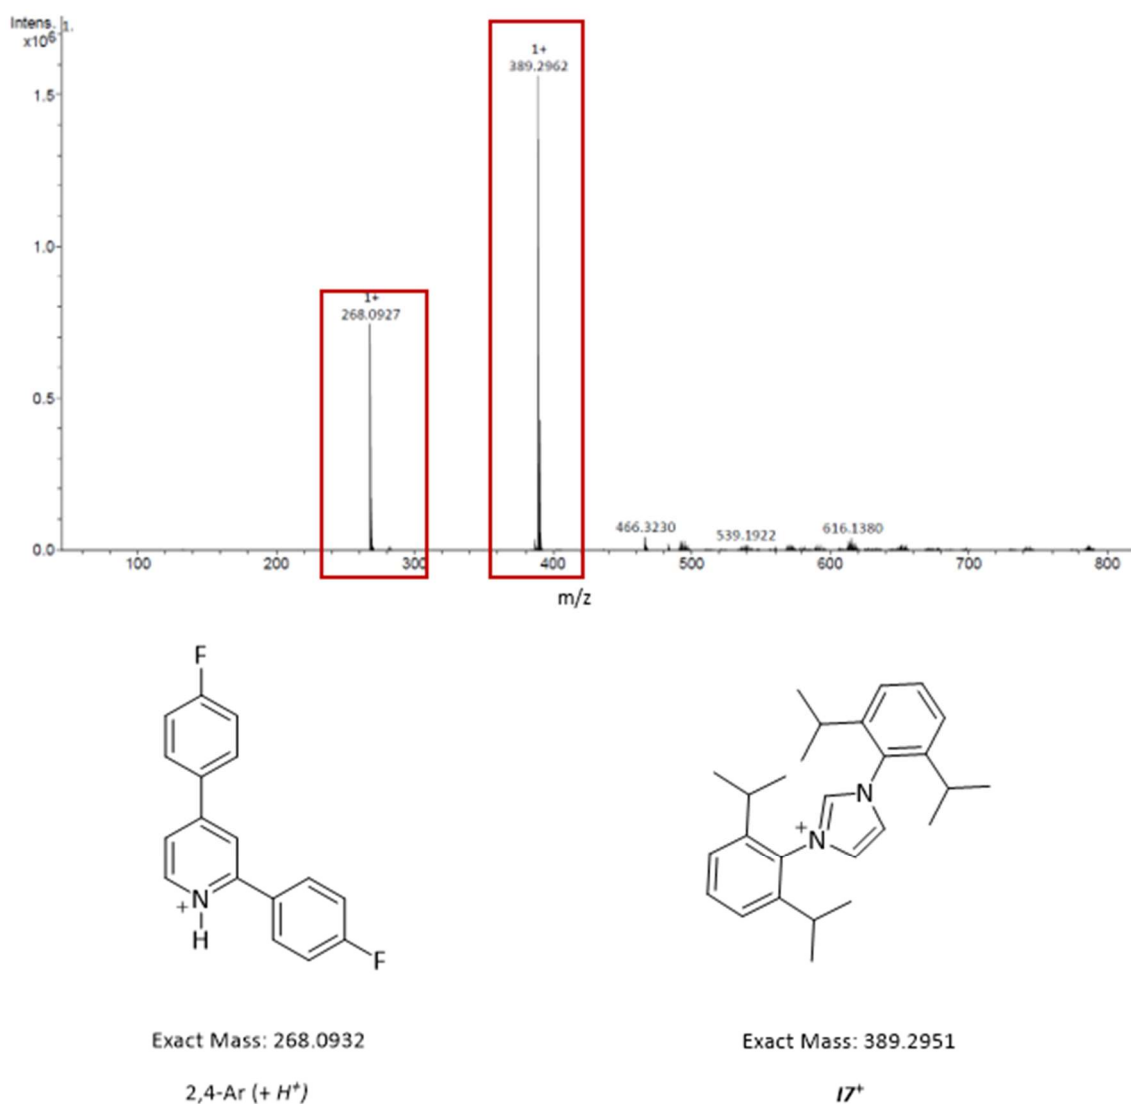 Intens. 1.
x10⁶
1+
389.2962
1.5
1.0
1+
268.0927
0.5
466.3230
539.1922
616.1380
0.0
100 200 300 400 500 600 700 800
m/z
F
N
+
H
F
N
+
N
Exact Mass: 268.0932
Exact Mass: 389.2951
2,4-Ar (+ H⁺)
I7⁺